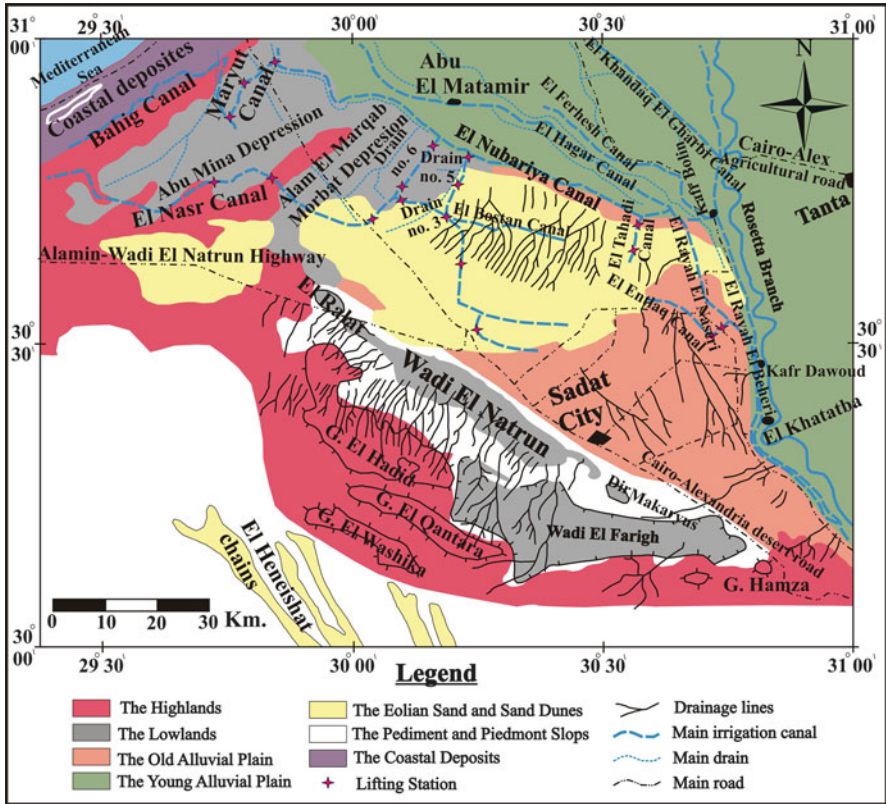 31° 00'
29° 30'
30° 00'
30° 30'
31° 00'
Mediterranean
Sea
Coastal deposites
Bahig Canal
Maryut
Canal
Abu
El Matamir
El Khandaq El Gharbi Canal
El Ferhesh Canal
El Hagar Canal
N
Cairo-Alex
Agricultural road
Tanta
Abu Mina Depression
Alam El Marqab
Morbat Depression
Drain
no. 6
Drain
no. 5
El Nubariya Canal
El Nasr Canal
Drain
no. 3
El Bostan Canal
El Tahadi
Canal
Rosetta Branch
Alamin-Wadi El Natrun Highway
El Rayah El Nasari
El Rayah El Beheri
El Endaq Canal
El Ralat
30° 30'
30° 30'
Kafr Dawoud
Wadi El Natrun
Sadat
City
El Khatatba
G. El Hadid
Dir Makaryus
Cairo-Alexandria desert road
G. El Qantara
G. El Washika
Wadi El Farigh
G. Hamza
El Heneishat
chains
0 10 20 30 Km.
30° 00'
29° 30'
30° 00'
30° 30'
31° 00'
Legend
The Highlands
The Lowlands
The Old Alluvial Plain
The Young Alluvial Plain
The Eolian Sand and Sand Dunes
The Pediment and Piedmont Slops
The Coastal Deposits
Lifting Station
Drainage lines
Main irrigation canal
Main drain
Main road